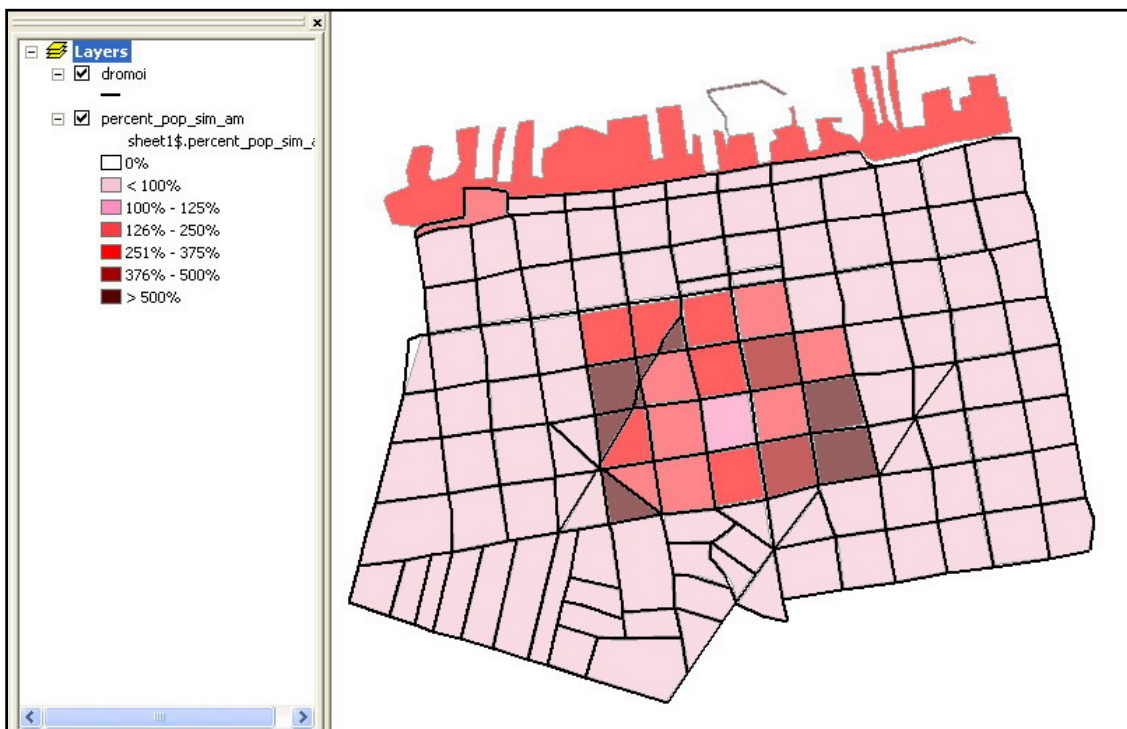 Layers
dromoi
percent_pop_sim_am
sheet1$.percent_pop_sim_a
0%
< 100%
100% - 125%
126% - 250%
251% - 375%
376% - 500%
> 500%